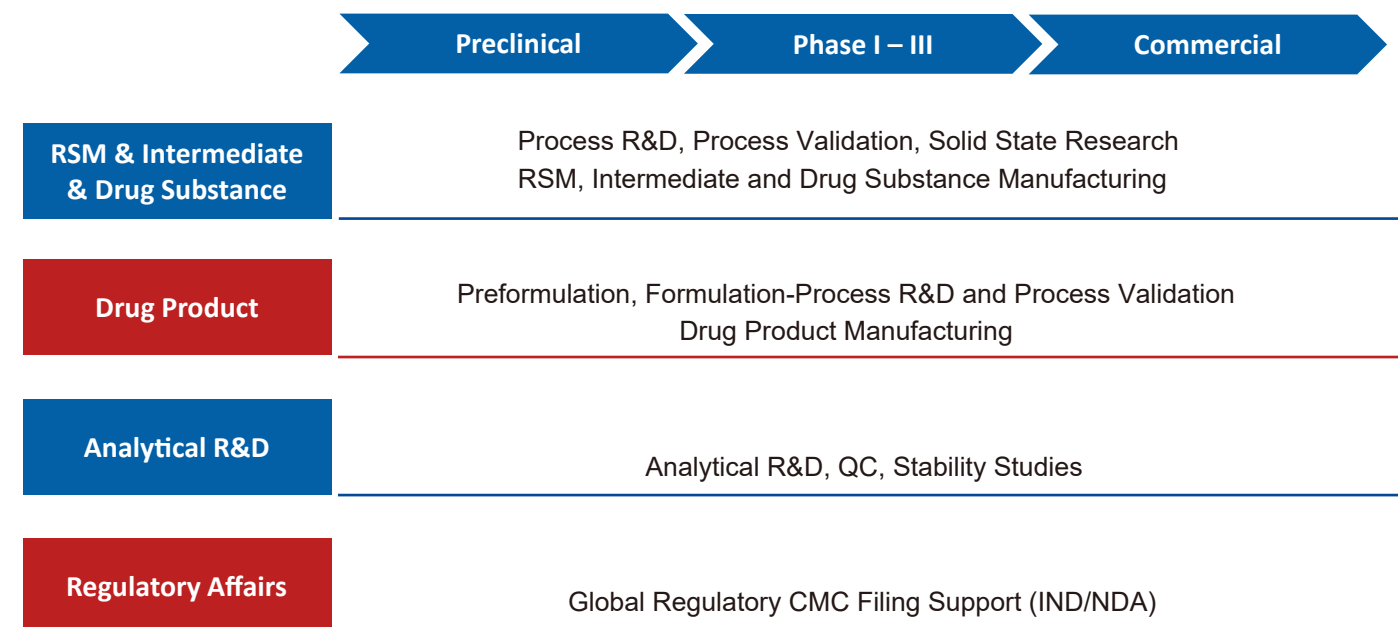 Preclinical
Phase I – III
Commercial
RSM & Intermediate
& Drug Substance
Process R&D, Process Validation, Solid State Research
RSM, Intermediate and Drug Substance Manufacturing
Drug Product
Preformulation, Formulation-Process R&D and Process Validation
Drug Product Manufacturing
Analytical R&D
Analytical R&D, QC, Stability Studies
Regulatory Affairs
Global Regulatory CMC Filing Support (IND/NDA)